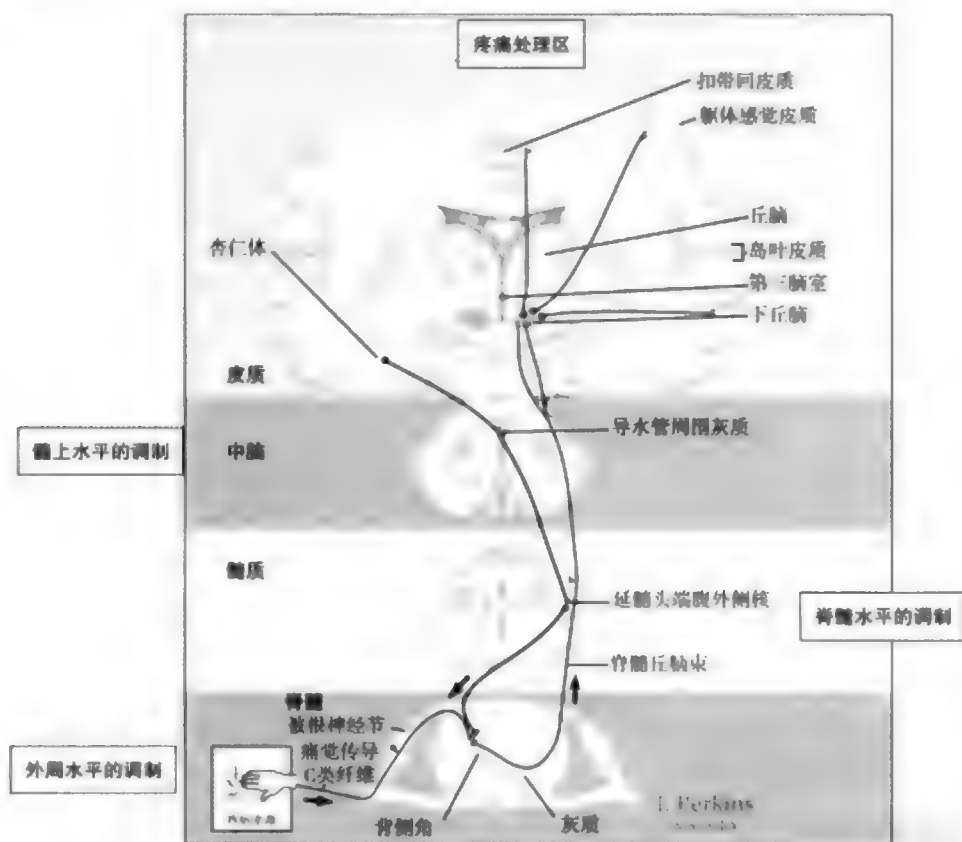 疼痛处理区
扣带回皮质
躯体感觉皮质
丘脑
岛叶皮质
第三脑室
下丘脑
杏仁体
皮质
导水管周围灰质
髓上水平的调制
中脑
髓质
延髓头端腹外侧核
脊髓水平的调制
脊髓丘脑束
脊髓
被根神经节
痛觉传导
C类纤维
外周水平的调制
背侧角
灰质
Perkins